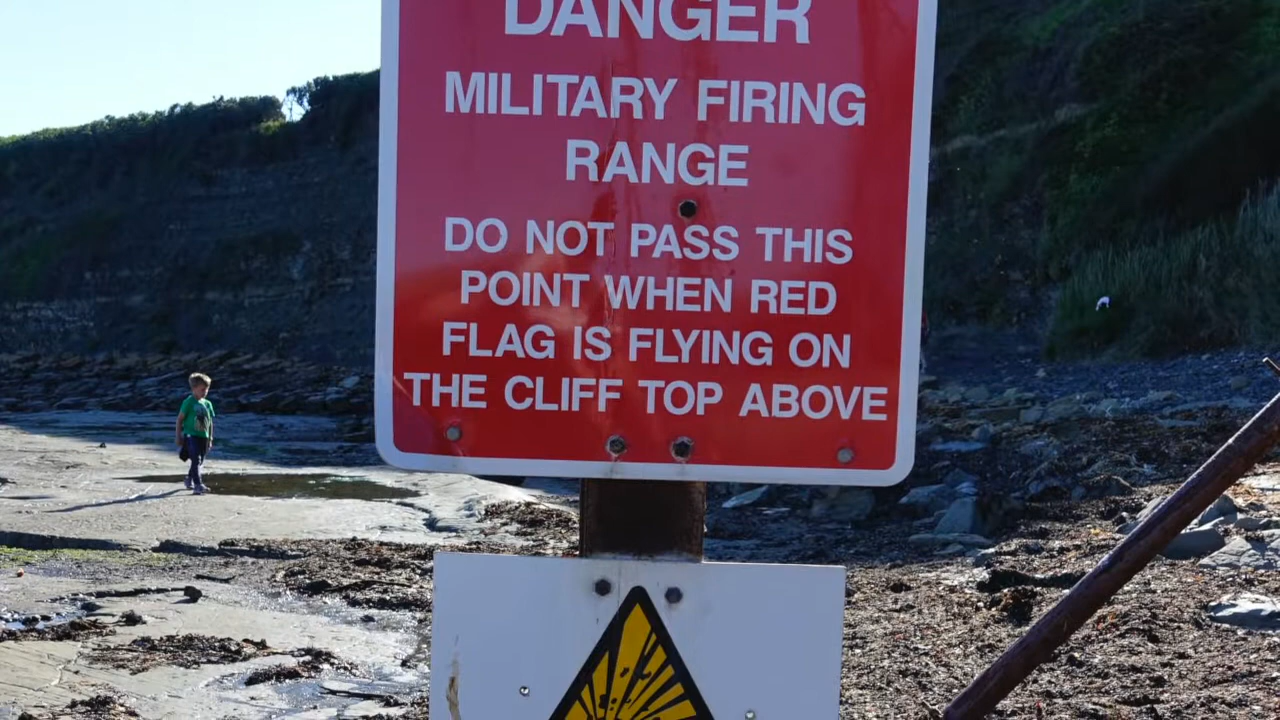 DANGER
MILITARY FIRING
RANGE
DO NOT PASS THIS
POINT WHEN RED
FLAG IS FLYING ON
THE CLIFF TOP ABOVE